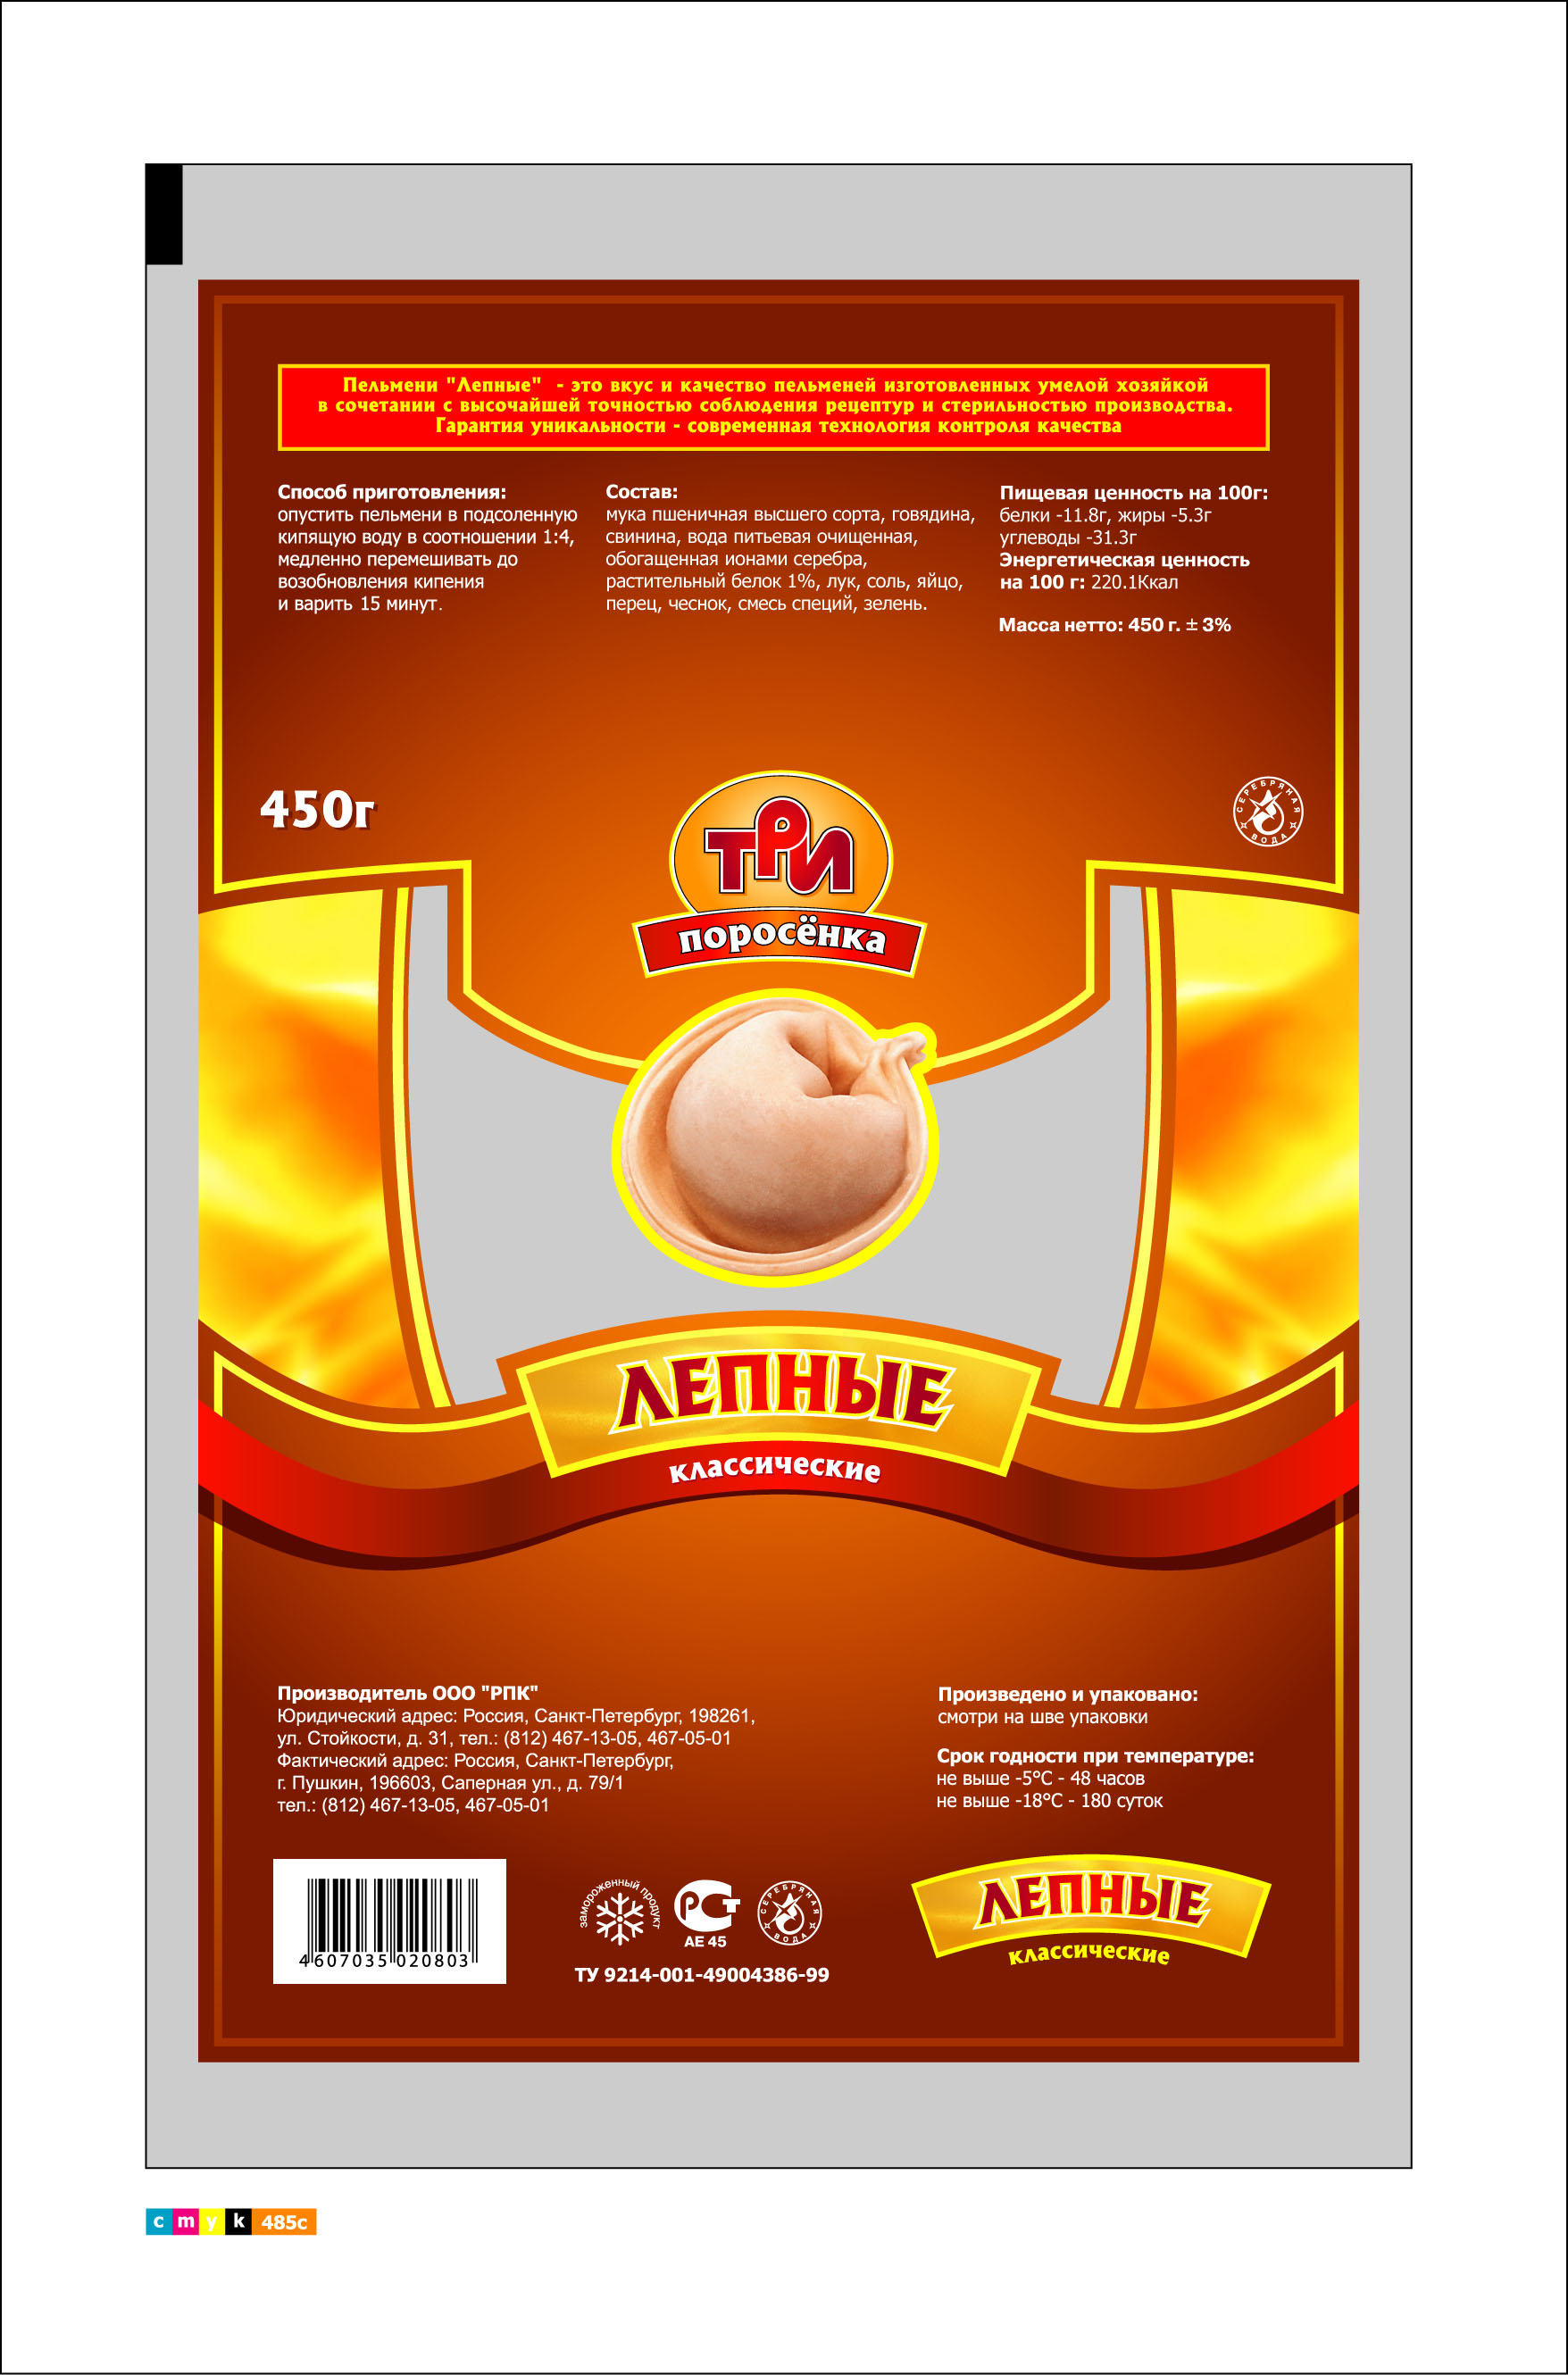 Пельмени "Лепные" - это вкус и качество пельменей изготовленных умелой хозяйкой
в сочетании с высочайшей точностью соблюдения рецептур и стерильностью производства.
Гарантия уникальности - современная технология контроля качества
Способ приготовления:
опустить пельмени в подсоленную
кипящую воду в соотношении 1:4,
медленно перемешивать до
возобновления кипения
и варить 15 минут.
Состав:
мука пшеничная высшего сорта, говядина,
свинина, вода питьевая очищенная,
обогащенная ионами серебра,
растительный белок 1%, лук, соль, яйцо,
перец, чеснок, смесь специй, зелень.
Пищевая ценность на 100г:
белки -11.8г, жиры -5.3г
углеводы -31.3г
Энергетическая ценность
на 100 г: 220.1Ккал
Масса нетто: 450 г. ± 3%
450г
ТРИ
поросёнка
СЕРЕБРЯНАЯ
ВОДА
ЛЕПНЫЕ
классические
Производитель ООО "РПК"
Юридический адрес: Россия, Санкт-Петербург, 198261,
ул. Стойкости, д. 31, тел.: (812) 467-13-05, 467-05-01
Фактический адрес: Россия, Санкт-Петербург,
г. Пушкин, 196603, Саперная ул., д. 79/1
тел.: (812) 467-13-05, 467-05-01
Произведено и упаковано:
смотри на шве упаковки
Срок годности при температуре:
не выше -5°С - 48 часов
не выше -18°С - 180 суток
4 607035 020803
замороженный продукт
РСТ
АЕ 45
СЕРЕБРЯНАЯ
ВОДА
ТУ 9214-001-49004386-99
ЛЕПНЫЕ
классические
c m y k 485c